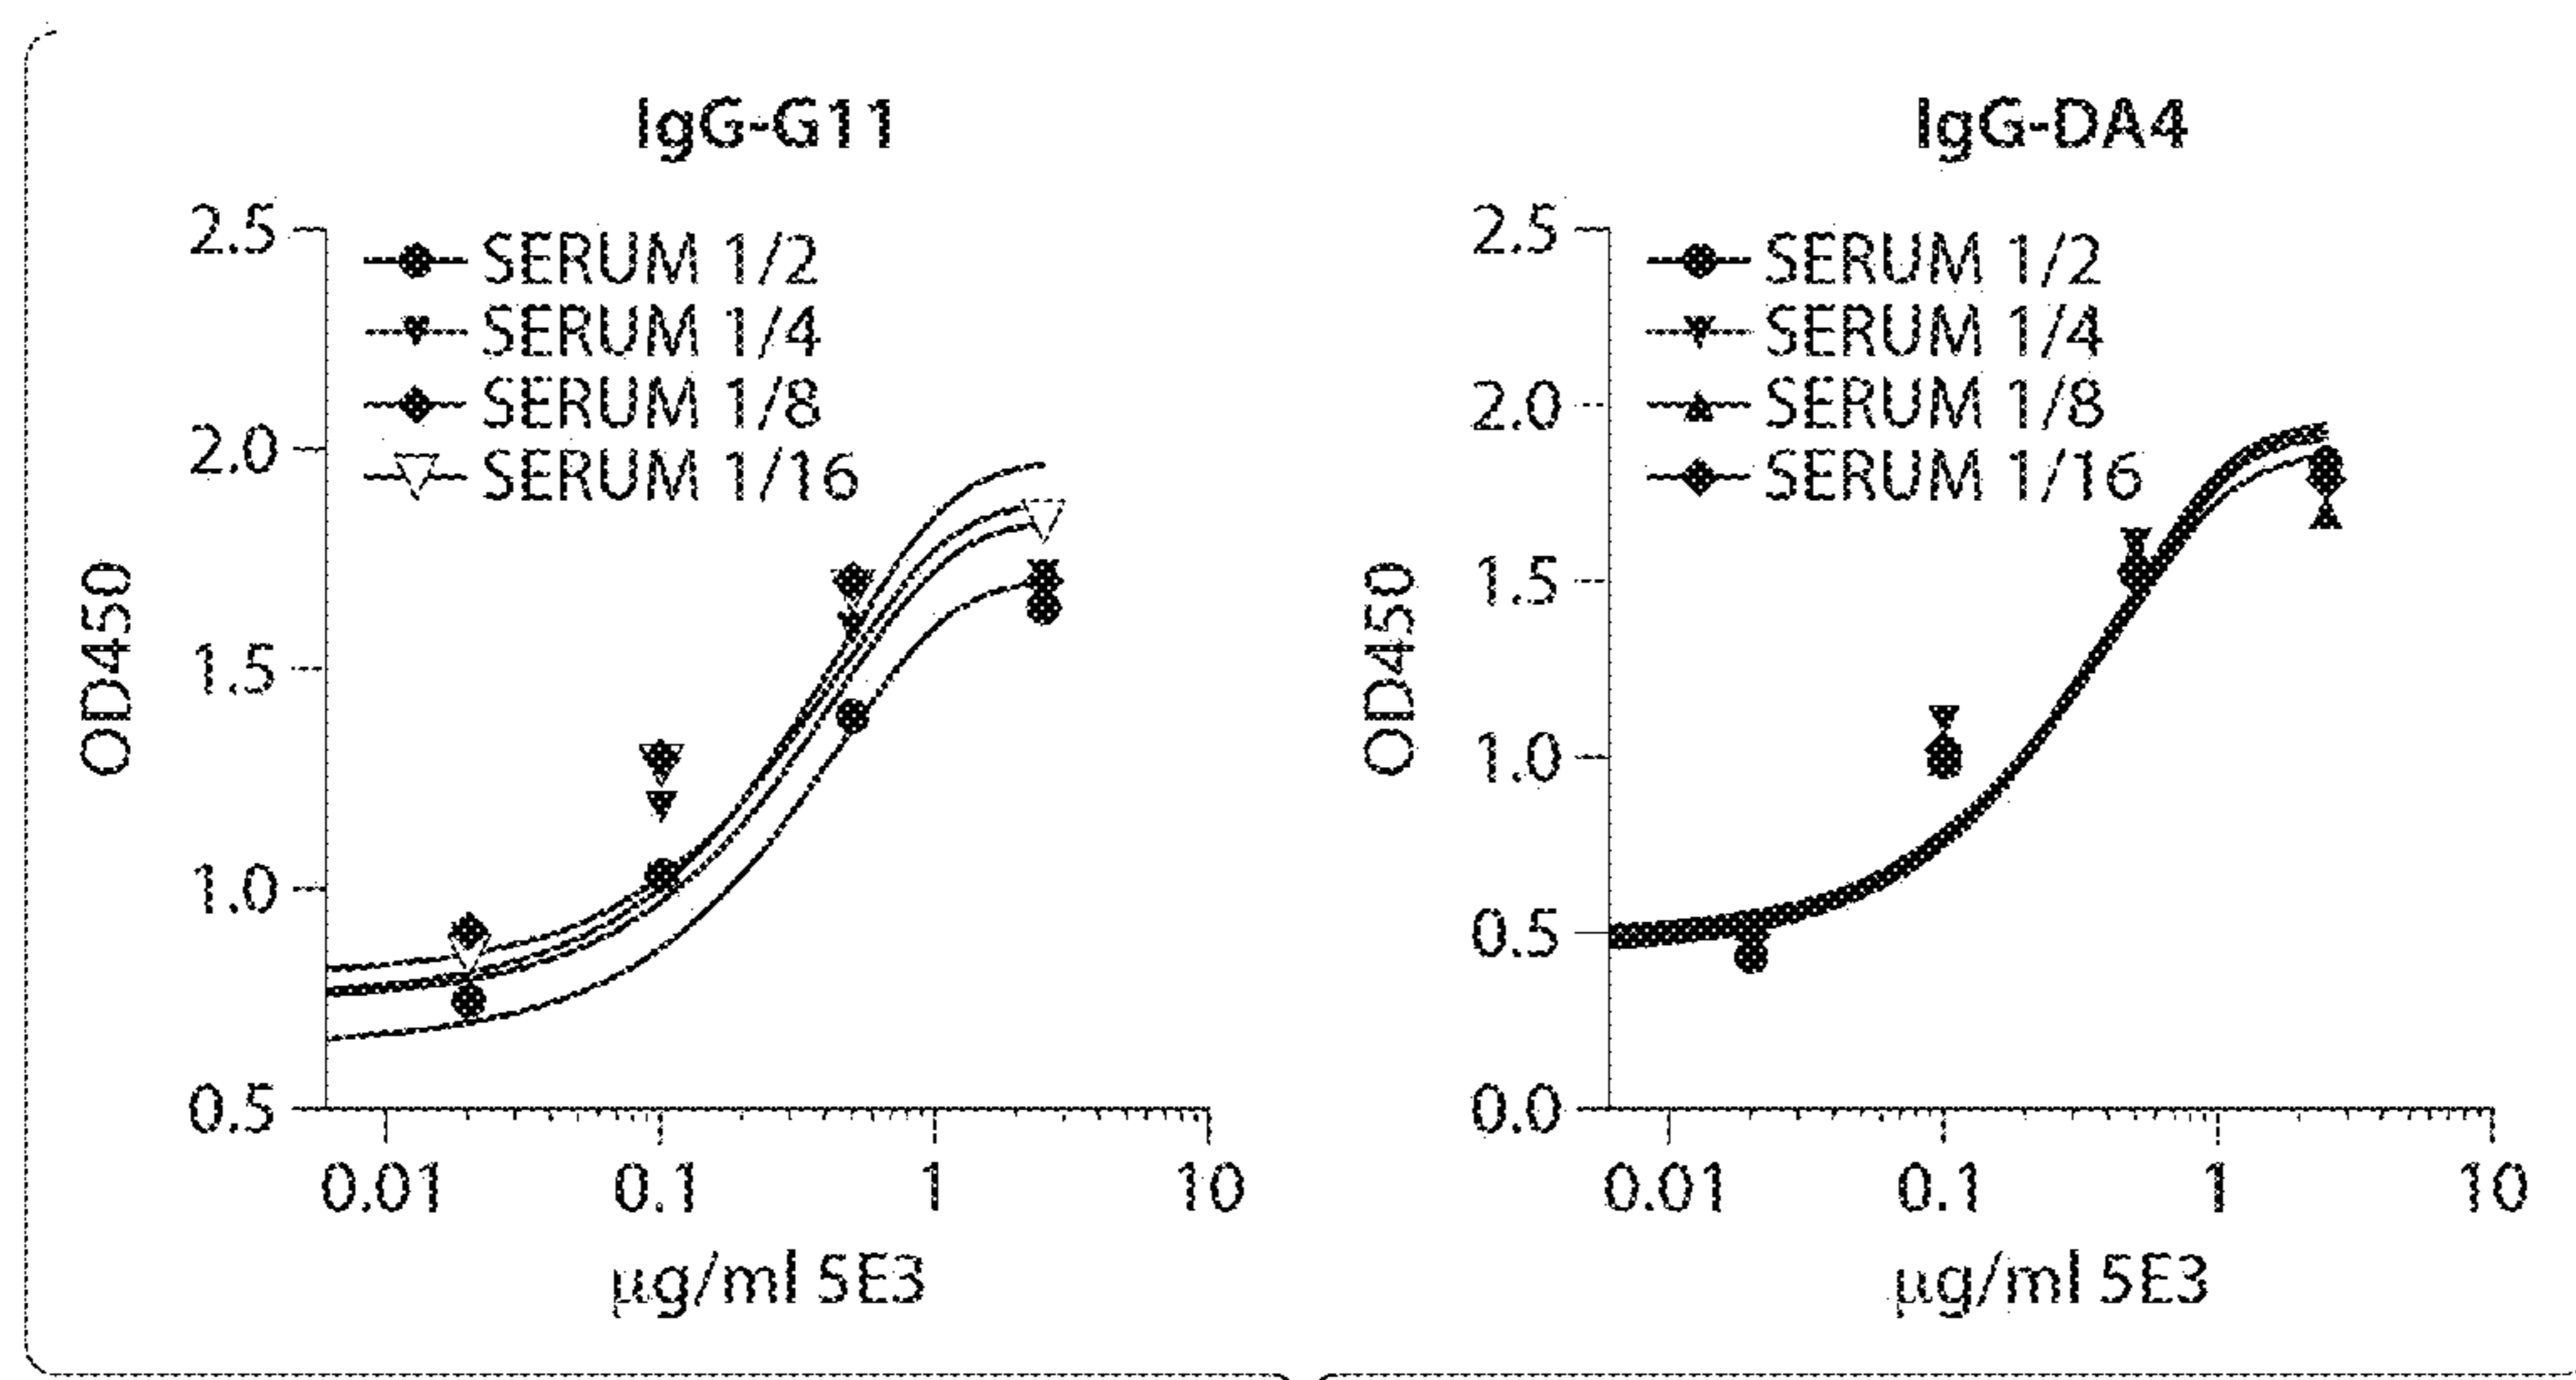 IgG-G11
2.5
2.0
1.5
1.0
0.5
OD450
SERUM 1/2
SERUM 1/4
SERUM 1/8
SERUM 1/16
0.01 0.1 1 10
µg/ml 5E3
IgG-DA4
2.5
2.0
1.5
1.0
0.5
0.0
OD450
SERUM 1/2
SERUM 1/4
SERUM 1/8
SERUM 1/16
0.01 0.1 1 10
µg/ml 5E3